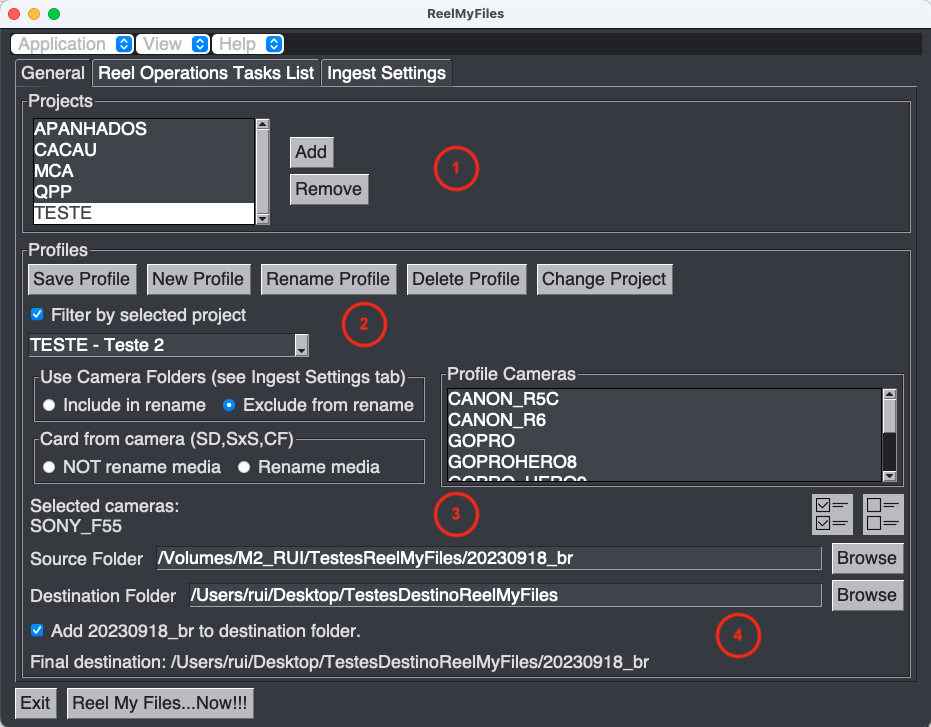 ReelMyFiles
Application View Help
General Reel Operations Tasks List Ingest Settings
Projects
APANHADOS
CACAU
MCA
QPP
TESTE
Add
Remove
1
Profiles
Save Profile New Profile Rename Profile Delete Profile Change Project
Filter by selected project
2
TESTE - Teste 2
Use Camera Folders (see Ingest Settings tab)
Include in rename Exclude from rename
Card from camera (SD,SxS,CF)
NOT rename media Rename media
Profile Cameras
CANON_R5C
CANON_R6
GOPRO
GOPROHERO8
Selected cameras:
SONY_F55
3
Source Folder /Volumes/M2_RUI/TestesReelMyFiles/20230918_br Browse
Destination Folder /Users/rui/Desktop/TestesDestinoReelMyFiles Browse
Add 20230918_br to destination folder.
4
Final destination: /Users/rui/Desktop/TestesDestinoReelMyFiles/20230918_br
Exit Reel My Files...Now!!!